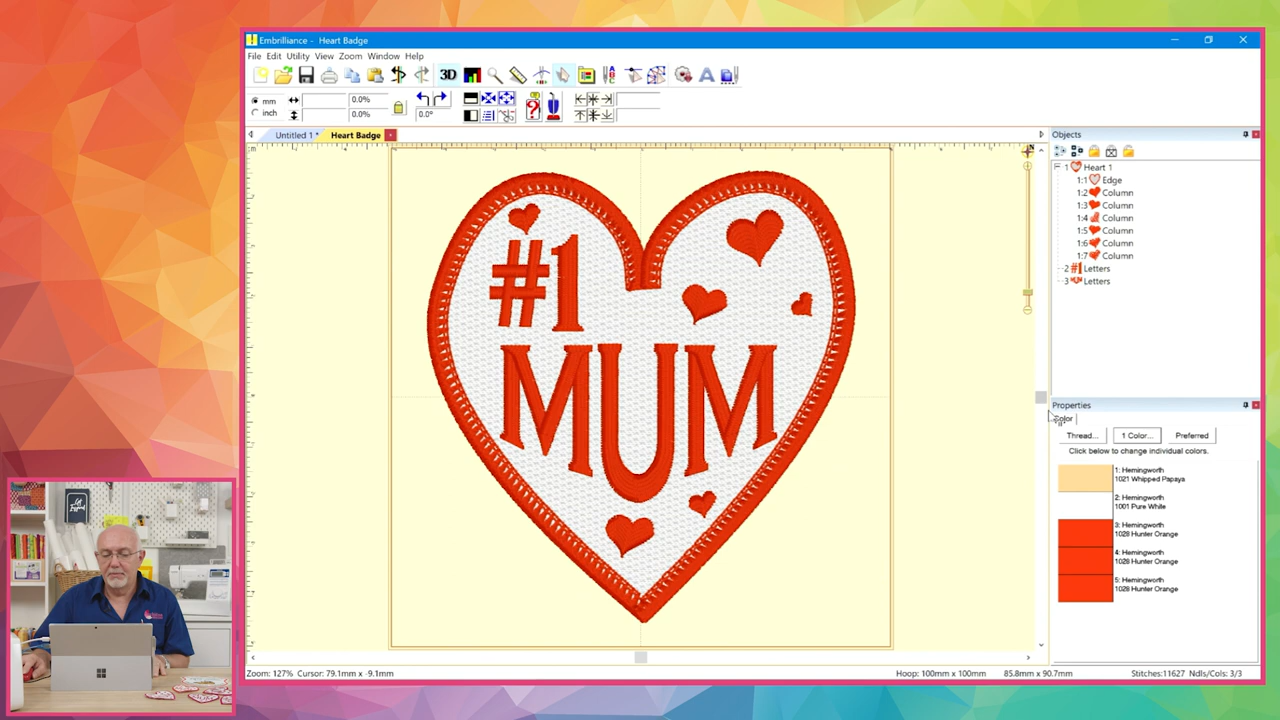 Embrilliance - Heart Badge
File Edit Utility View Zoom Window Help
3D
mm
inch
0.0%
0.0%
0.0°
Untitled 1 *
Heart Badge
#1
MUM
Objects
1 Heart 1
1:1 Edge
1:2 Column
1:3 Column
1:4 Column
1:5 Column
1:6 Column
1:7 Column
2 #1 Letters
3 Letters
Properties
Color
Thread... 1 Color... Preferred
Click below to change individual colors.
1: Hemingworth
1021 Whipped Papaya
2: Hemingworth
1001 Pure White
3: Hemingworth
1028 Hunter Orange
4: Hemingworth
1028 Hunter Orange
5: Hemingworth
1028 Hunter Orange
Zoom: 127% Cursor: 79.1mm x -9.1mm
Hoop: 100mm x 100mm 85.8mm x 90.7mm Stitches:11627 Ndls/Cols: 3/3